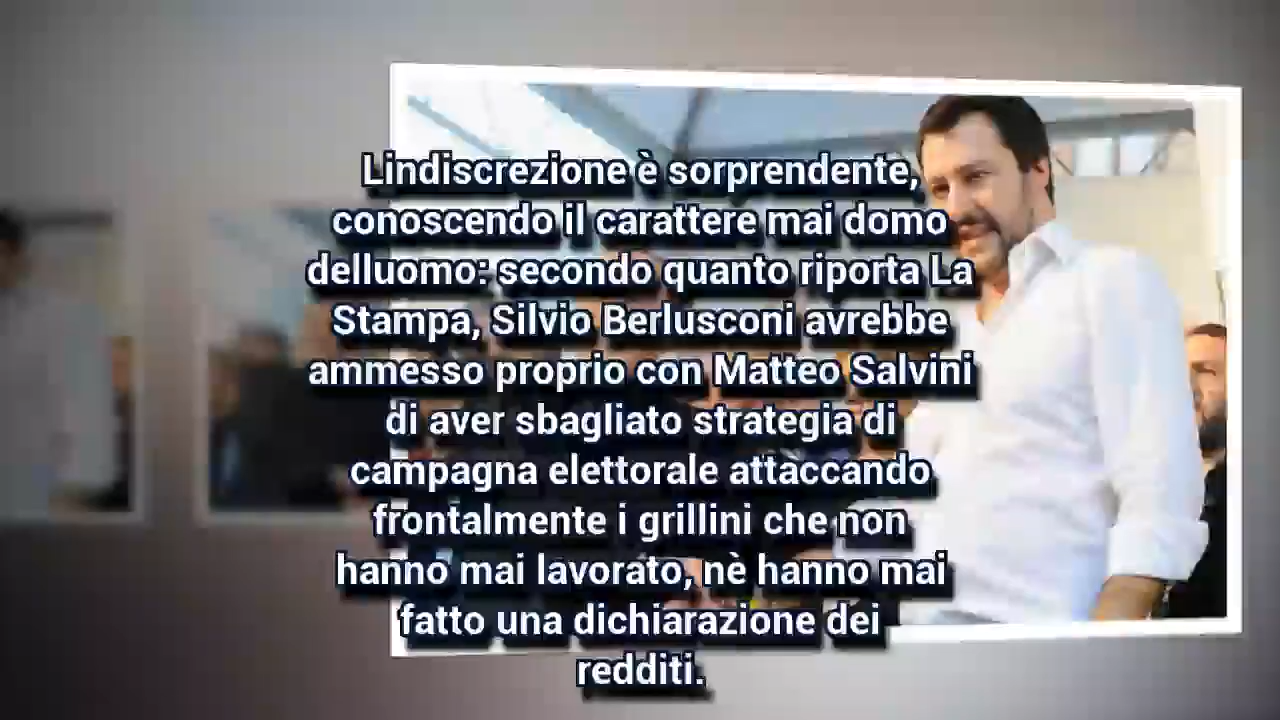 Lindiscrezione è sorprendente,
conoscendo il carattere mai domo
delluomo: secondo quanto riporta La
Stampa, Silvio Berlusconi avrebbe
ammesso proprio con Matteo Salvini
di aver sbagliato strategia di
campagna elettorale attaccando
frontalmente i grillini che non
hanno mai lavorato, nè hanno mai
fatto una dichiarazione dei
redditi.